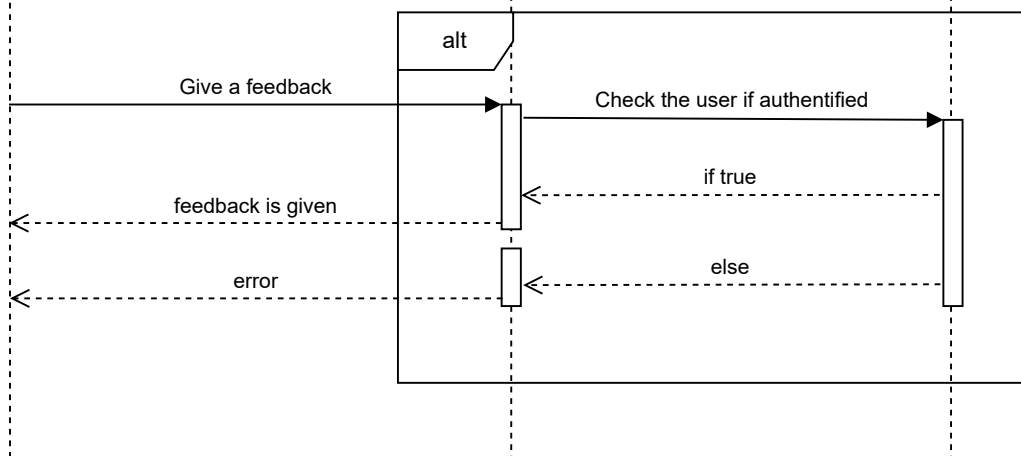 alt
Give a feedback
Check the user if authentified
if true
feedback is given
else
error